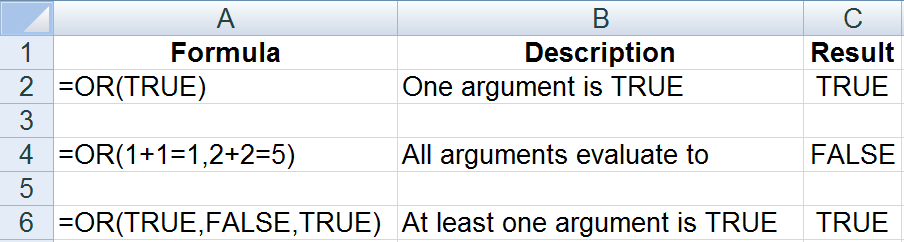 A B C
1 Formula Description Result
2 =OR(TRUE) One argument is TRUE TRUE
3
4 =OR(1+1=1,2+2=5) All arguments evaluate to FALSE
5
6 =OR(TRUE,FALSE,TRUE) At least one argument is TRUE TRUE